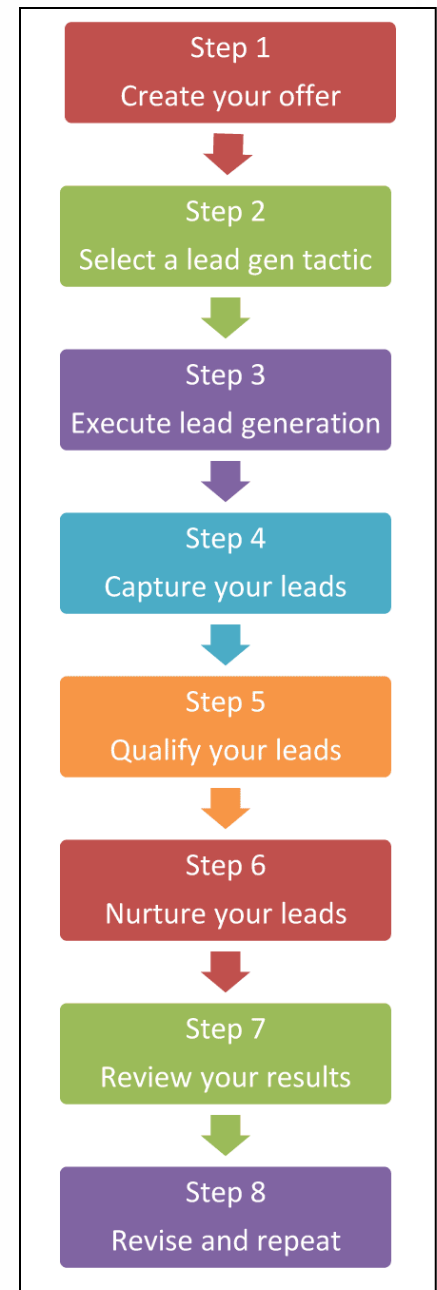 Step 1
Create your offer
Step 2
Select a lead gen tactic
Step 3
Execute lead generation
Step 4
Capture your leads
Step 5
Qualify your leads
Step 6
Nurture your leads
Step 7
Review your results
Step 8
Revise and repeat